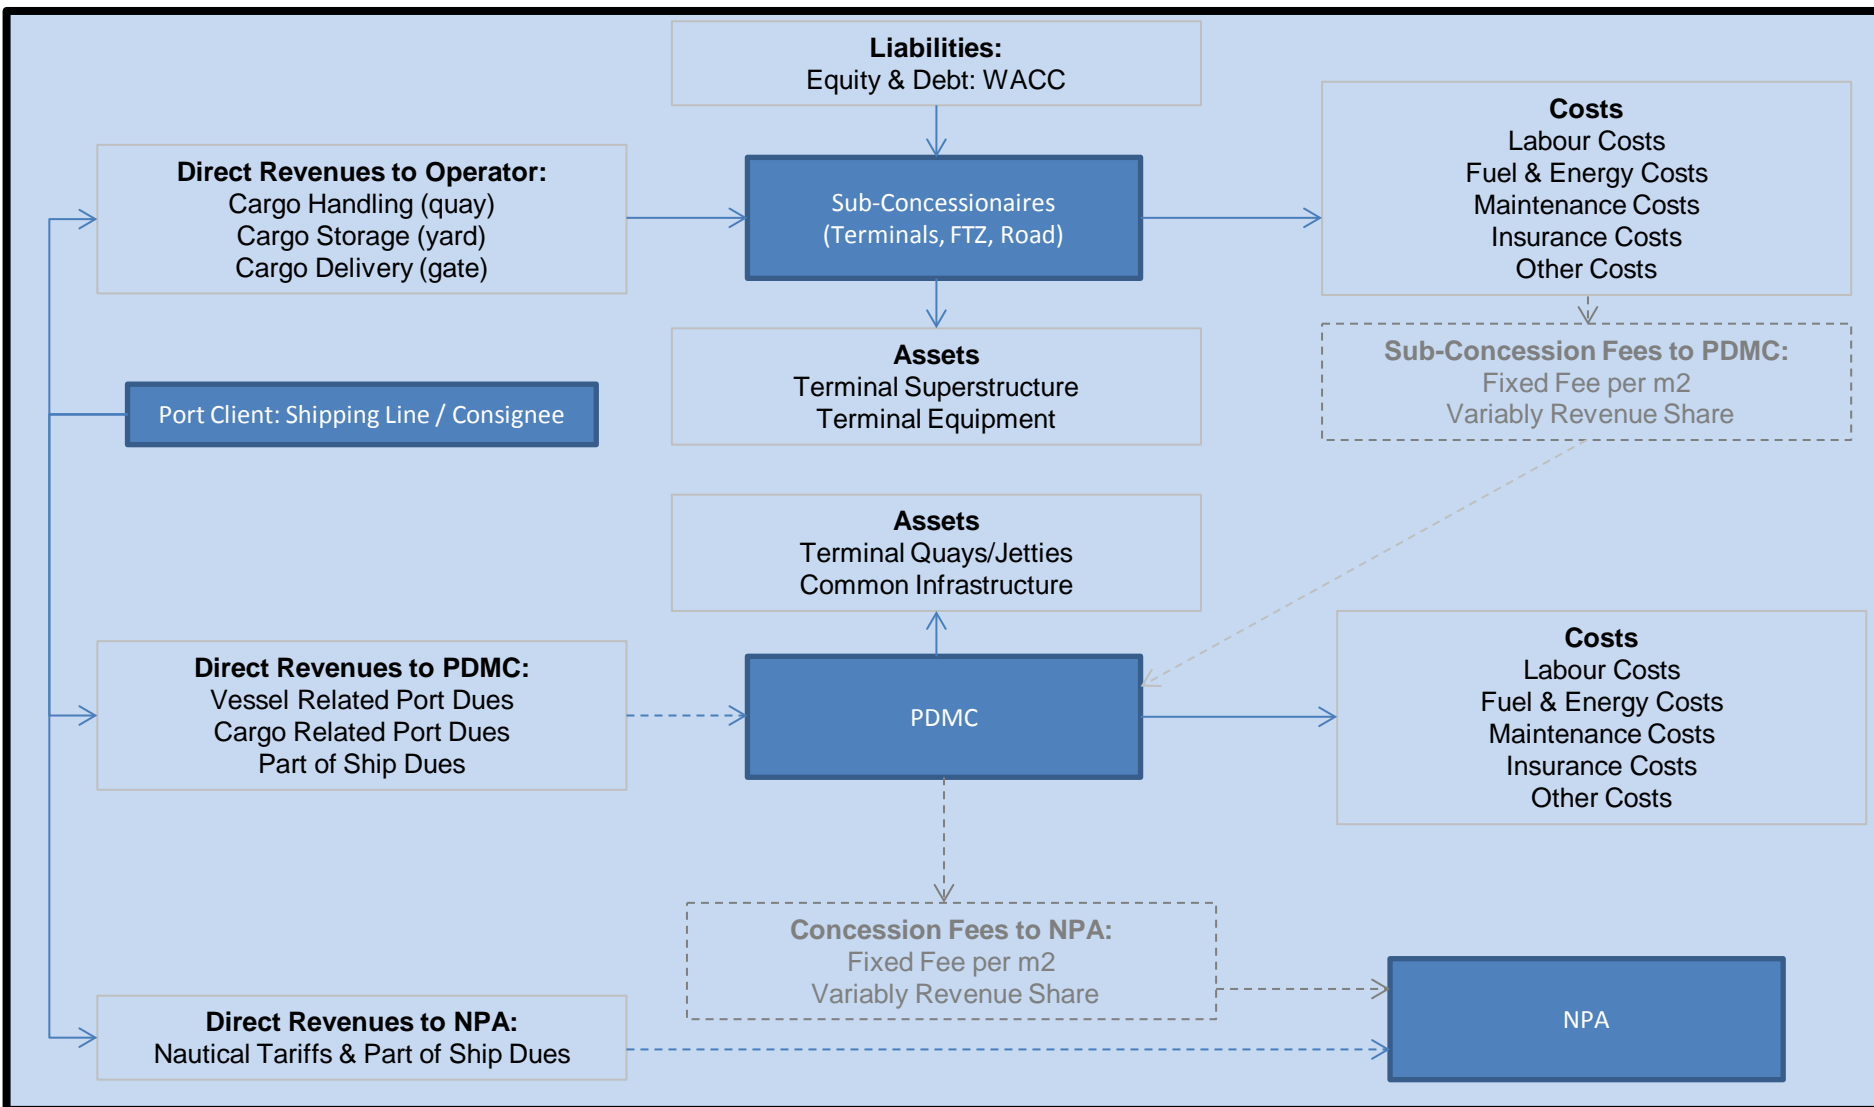 Liabilities:
Equity & Debt: WACC
Direct Revenues to Operator:
Cargo Handling (quay)
Cargo Storage (yard)
Cargo Delivery (gate)
Sub-Concessionaires
(Terminals, FTZ, Road)
Costs
Labour Costs
Fuel & Energy Costs
Maintenance Costs
Insurance Costs
Other Costs
Assets
Terminal Superstructure
Terminal Equipment
Sub-Concession Fees to PDMC:
Fixed Fee per m2
Variably Revenue Share
Port Client: Shipping Line / Consignee
Assets
Terminal Quays/Jetties
Common Infrastructure
Direct Revenues to PDMC:
Vessel Related Port Dues
Cargo Related Port Dues
Part of Ship Dues
PDMC
Costs
Labour Costs
Fuel & Energy Costs
Maintenance Costs
Insurance Costs
Other Costs
Concession Fees to NPA:
Fixed Fee per m2
Variably Revenue Share
Direct Revenues to NPA:
Nautical Tariffs & Part of Ship Dues
NPA